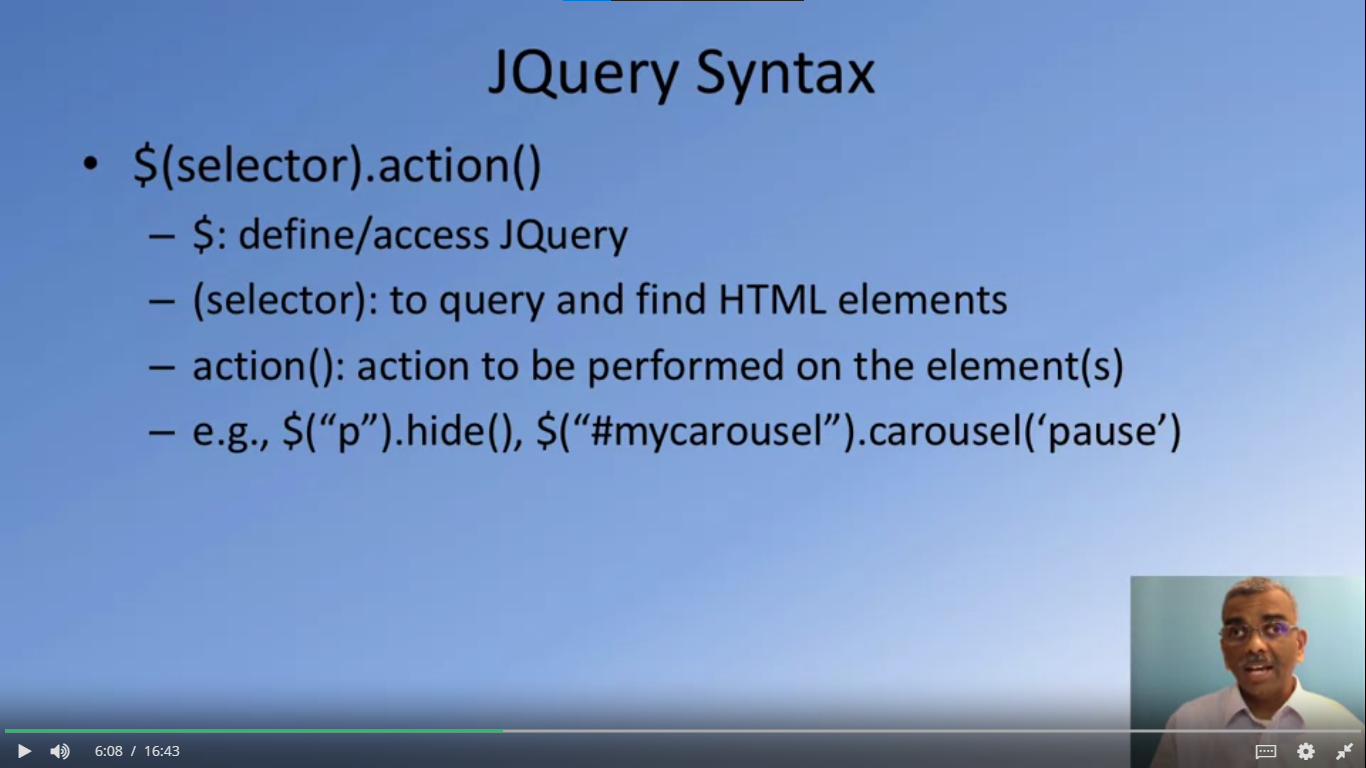 JQuery Syntax
• $(selector).action()
– $: define/access JQuery
– (selector): to query and find HTML elements
– action(): action to be performed on the element(s)
– e.g., $(“p”).hide(), $(“#mycarousel”).carousel(‘pause’)
6:08 / 16:43